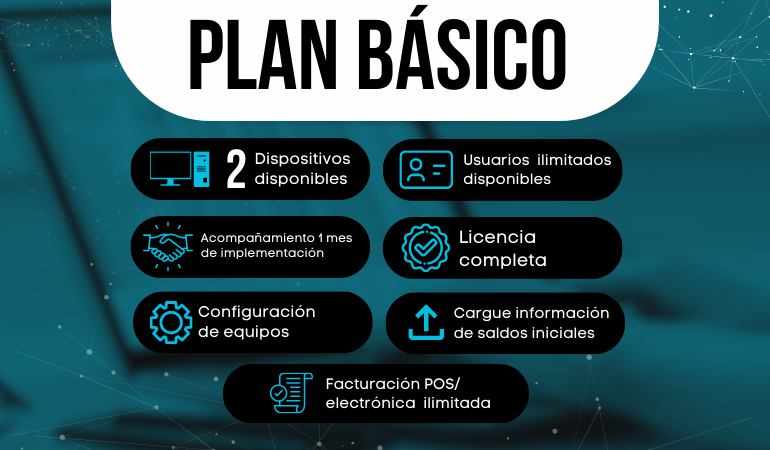 PLAN BÁSICO
2 Dispositivos
disponibles
Usuarios ilimitados
disponibles
Acompañamiento 1 mes
de implementación
Licencia
completa
Configuración
de equipos
Cargue información
de saldos iniciales
Facturación POS/
electrónica ilimitada